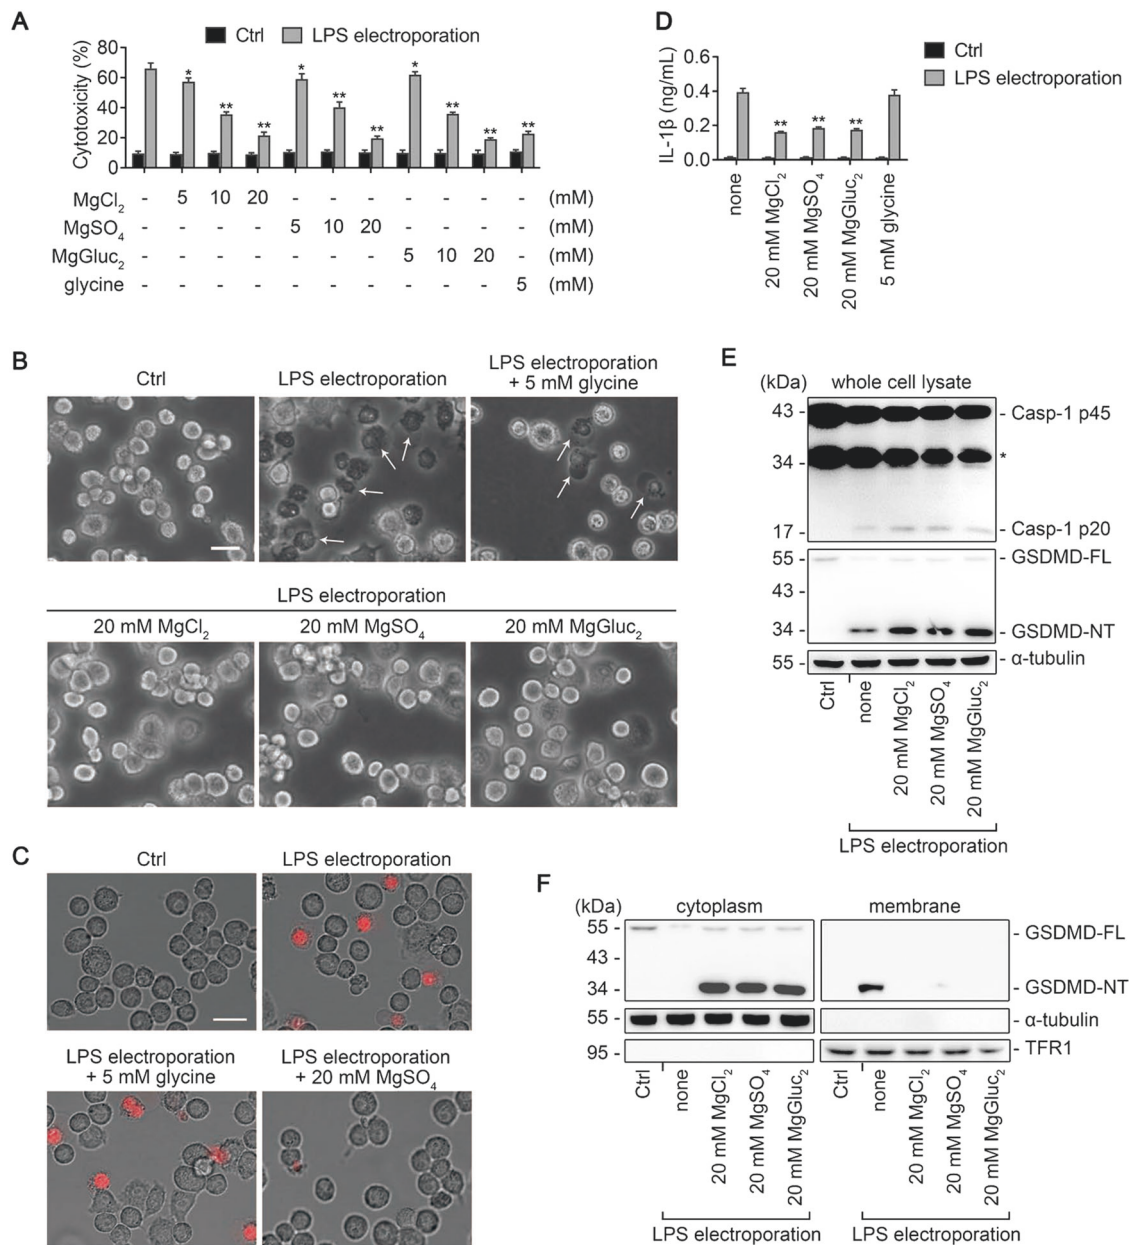 A
Ctrl
LPS electroporation
Cytotoxicity (%)
80
60
40
20
0
* ** ** * ** ** * ** ** **
MgCl₂ - 5 10 20 - - - - - - - (mM)
MgSO₄ - - - - 5 10 20 - - - - (mM)
MgGluc₂ - - - - - - - 5 10 20 - (mM)
glycine - - - - - - - - - - 5 (mM)
D
Ctrl
LPS electroporation
IL-1β (ng/mL)
0.6
0.4
0.2
0.0
** ** **
none
20 mM MgCl₂
20 mM MgSO₄
20 mM MgGluc₂
5 mM glycine
B
Ctrl
LPS electroporation
LPS electroporation
+ 5 mM glycine
LPS electroporation
20 mM MgCl₂
20 mM MgSO₄
20 mM MgGluc₂
C
Ctrl
LPS electroporation
LPS electroporation
+ 5 mM glycine
LPS electroporation
+ 20 mM MgSO₄
E
(kDa)
whole cell lysate
43 -
- Casp-1 p45
34 -
- *
17 -
- Casp-1 p20
55 -
- GSDMD-FL
43 -
34 -
- GSDMD-NT
55 -
- α-tubulin
Ctrl
none
20 mM MgCl₂
20 mM MgSO₄
20 mM MgGluc₂
LPS electroporation
F
(kDa)
cytoplasm
membrane
55 -
- GSDMD-FL
43 -
34 -
- GSDMD-NT
55 -
- α-tubulin
95 -
- TFR1
Ctrl
none
20 mM MgCl₂
20 mM MgSO₄
20 mM MgGluc₂
LPS electroporation
Ctrl
none
20 mM MgCl₂
20 mM MgSO₄
20 mM MgGluc₂
LPS electroporation